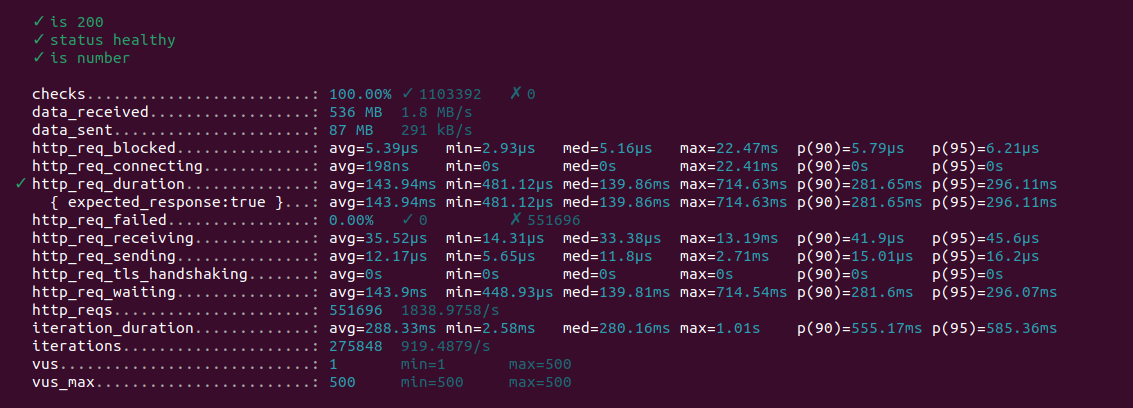 ✓ is 200
✓ status healthy
✓ is number
checks.........................: 100.00% ✓ 1103392 ✗ 0
data_received..................: 536 MB 1.8 MB/s
data_sent......................: 87 MB 291 kB/s
http_req_blocked...............: avg=5.39µs min=2.93µs med=5.16µs max=22.47ms p(90)=5.79µs p(95)=6.21µs
http_req_connecting............: avg=198ns min=0s med=0s max=22.41ms p(90)=0s p(95)=0s
✓ http_req_duration..............: avg=143.94ms min=481.12µs med=139.86ms max=714.63ms p(90)=281.65ms p(95)=296.11ms
{ expected_response:true }...: avg=143.94ms min=481.12µs med=139.86ms max=714.63ms p(90)=281.65ms p(95)=296.11ms
http_req_failed................: 0.00% ✓ 0 ✗ 551696
http_req_receiving.............: avg=35.52µs min=14.31µs med=33.38µs max=13.19ms p(90)=41.9µs p(95)=45.6µs
http_req_sending...............: avg=12.17µs min=5.65µs med=11.8µs max=2.71ms p(90)=15.01µs p(95)=16.2µs
http_req_tls_handshaking.......: avg=0s min=0s med=0s max=0s p(90)=0s p(95)=0s
http_req_waiting...............: avg=143.9ms min=448.93µs med=139.81ms max=714.54ms p(90)=281.6ms p(95)=296.07ms
http_reqs......................: 551696 1838.9758/s
iteration_duration.............: avg=288.33ms min=2.58ms med=280.16ms max=1.01s p(90)=555.17ms p(95)=585.36ms
iterations.....................: 275848 919.4879/s
vus............................: 1 min=1 max=500
vus_max........................: 500 min=500 max=500